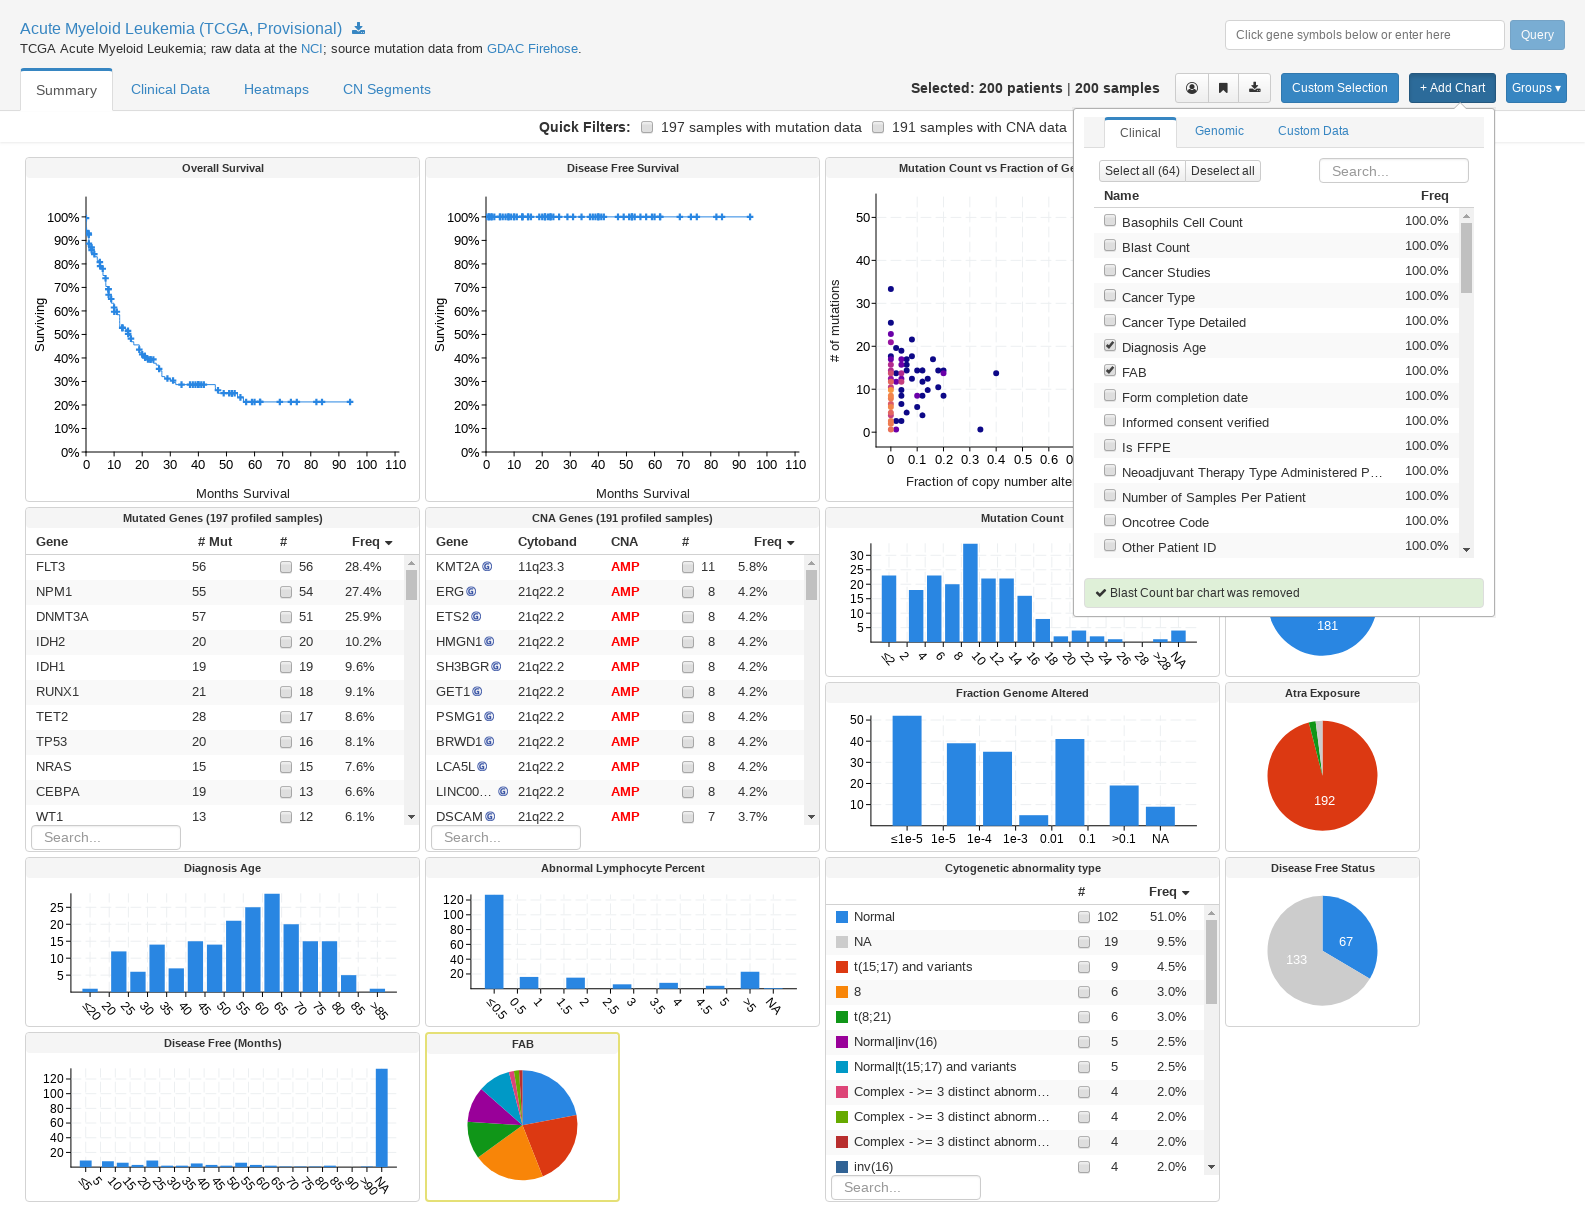 Acute Myeloid Leukemia (TCGA, Provisional)
TCGA Acute Myeloid Leukemia; raw data at the NCI; source mutation data from GDAC Firehose.
Click gene symbols below or enter here
Query
Summary Clinical Data Heatmaps CN Segments
Selected: 200 patients | 200 samples
Custom Selection
+ Add Chart
Groups ▾
Quick Filters: 197 samples with mutation data 191 samples with CNA data
Clinical Genomic Custom Data
Select all (64) Deselect all
Search...
Name Freq
Basophils Cell Count 100.0%
Blast Count 100.0%
Cancer Studies 100.0%
Cancer Type 100.0%
Cancer Type Detailed 100.0%
Diagnosis Age 100.0%
FAB 100.0%
Form completion date 100.0%
Informed consent verified 100.0%
Is FFPE 100.0%
Neoadjuvant Therapy Type Administered P... 100.0%
Number of Samples Per Patient 100.0%
Oncotree Code 100.0%
Other Patient ID 100.0%
Blast Count bar chart was removed
Overall Survival
Surviving
100%
90%
80%
70%
60%
50%
40%
30%
20%
10%
0%
0 10 20 30 40 50 60 70 80 90 100 110
Months Survival
Disease Free Survival
Surviving
100%
90%
80%
70%
60%
50%
40%
30%
20%
10%
0%
0 10 20 30 40 50 60 70 80 90 100 110
Months Survival
Mutation Count vs Fraction of Ge
# of mutations
50
40
30
20
10
0
0 0.1 0.2 0.3 0.4 0.5 0.6
Fraction of copy number alter
Mutated Genes (197 profiled samples)
Gene # Mut # Freq
FLT3 56 56 28.4%
NPM1 55 54 27.4%
DNMT3A 57 51 25.9%
IDH2 20 20 10.2%
IDH1 19 19 9.6%
RUNX1 21 18 9.1%
TET2 28 17 8.6%
TP53 20 16 8.1%
NRAS 15 15 7.6%
CEBPA 19 13 6.6%
WT1 13 12 6.1%
Search...
CNA Genes (191 profiled samples)
Gene Cytoband CNA # Freq
KMT2A G 11q23.3 AMP 11 5.8%
ERG G 21q22.2 AMP 8 4.2%
ETS2 G 21q22.2 AMP 8 4.2%
HMGN1 G 21q22.2 AMP 8 4.2%
SH3BGR G 21q22.2 AMP 8 4.2%
GET1 G 21q22.2 AMP 8 4.2%
PSMG1 G 21q22.2 AMP 8 4.2%
BRWD1 G 21q22.2 AMP 8 4.2%
LCA5L G 21q22.2 AMP 8 4.2%
LINC00... G 21q22.2 AMP 8 4.2%
DSCAM G 21q22.2 AMP 7 3.7%
Search...
Mutation Count
30
25
20
15
10
5
≤2 2 4 6 8 10 12 14 16 18 20 22 24 26 28 >28 NA
181
Fraction Genome Altered
50
40
30
20
10
≤1e-5 1e-5 1e-4 1e-3 0.01 0.1 >0.1 NA
Atra Exposure
192
Diagnosis Age
25
20
15
10
5
≤20 20 25 30 35 40 45 50 55 60 65 70 75 80 85 >85
Abnormal Lymphocyte Percent
120
100
80
60
40
20
≤0.5 0.5 1 1.5 2 2.5 3 3.5 4 4.5 5 >5 NA
Cytogenetic abnormality type
# Freq
Normal 102 51.0%
NA 19 9.5%
t(15;17) and variants 9 4.5%
8 6 3.0%
t(8;21) 6 3.0%
Normal|inv(16) 5 2.5%
Normal|t(15;17) and variants 5 2.5%
Complex - >= 3 distinct abnorm... 4 2.0%
Complex - >= 3 distinct abnorm... 4 2.0%
Complex - >= 3 distinct abnorm... 4 2.0%
inv(16) 4 2.0%
Search...
Disease Free Status
67
133
Disease Free (Months)
120
100
80
60
40
20
≤5 5 10 15 20 25 30 35 40 45 50 55 60 65 70 75 80 85 90 >90 NA
FAB